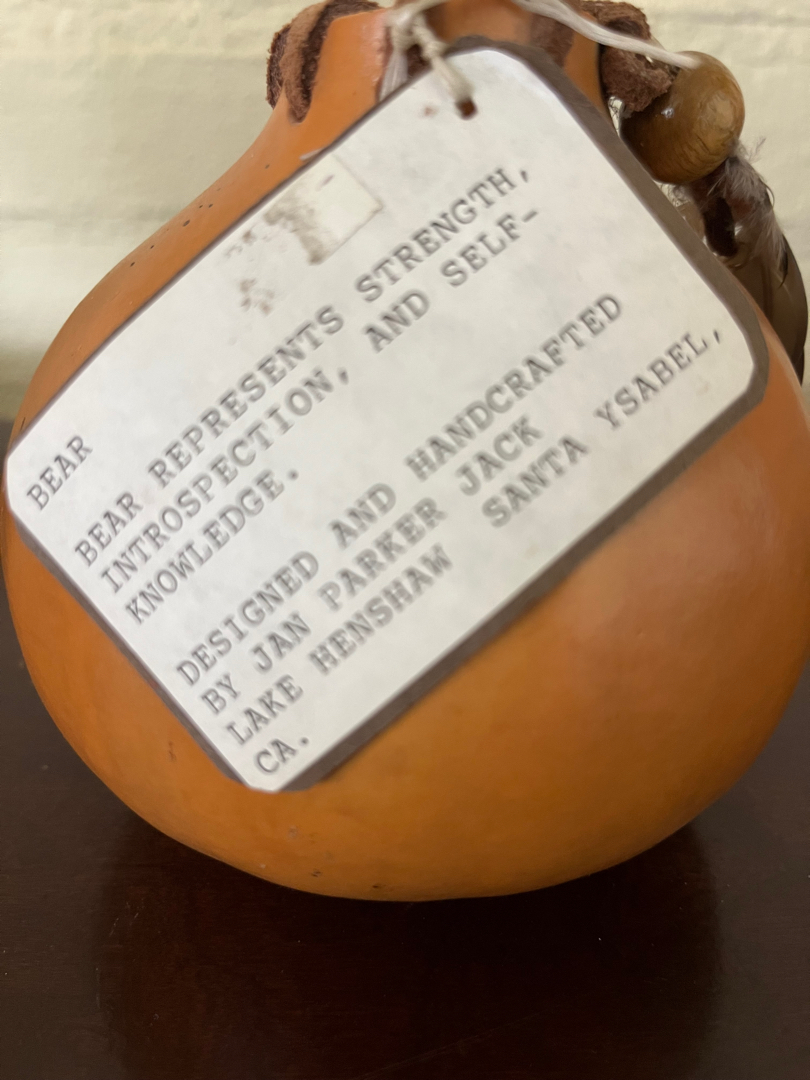 BEAR
BEAR REPRESENTS STRENGTH,
INTROSPECTION, AND SELF-
KNOWLEDGE.
DESIGNED AND HANDCRAFTED
BY JAN PARKER JACK
LAKE HENSHAW SANTA YSABEL,
CA.